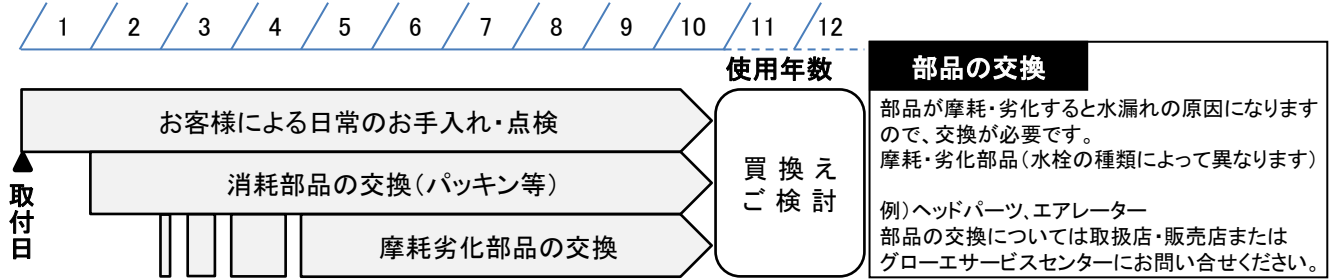 1 2 3 4 5 6 7 8 9 10 11 12
使用年数
お客様による日常のお手入れ・点検
取付日
消耗部品の交換（パッキン等）
摩耗劣化部品の交換
買換え
ご検討
部品の交換
部品が摩耗・劣化すると水漏れの原因になります
ので、交換が必要です。
摩耗・劣化部品（水栓の種類によって異なります）
例）ヘッドパーツ、エアレーター
部品の交換については取扱店・販売店または
グローエサービスセンターにお問い合せください。